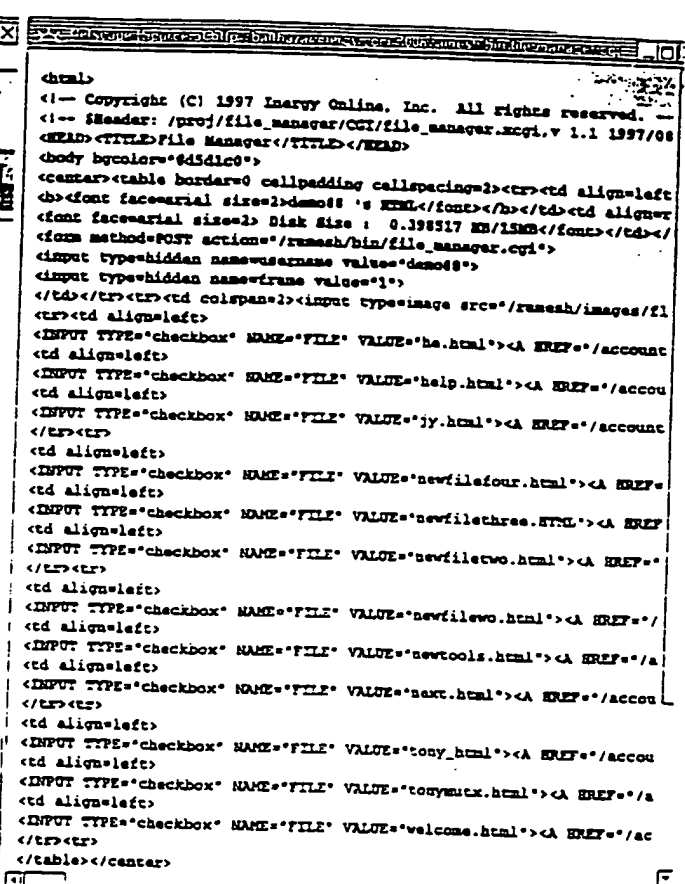 <html>
<!-- Copyright (C) 1997 Inergy Online, Inc. All rights reserved. --
<!-- $Header: /proj/file_manager/CGI/file_manager.xcgi,v 1.1 1997/08
<HEAD><TITLE>File Manager</TITLE></HEAD>
<body bgcolor="#d5d1c0">
<center><table border=0 cellpadding cellspacing=2><tr><td align=left
<b><font face=arial size=2>demo48 's HTML</font></b></td><td align=r
<font face=arial size=2> Disk Size : 0.398517 MB/15MB</font></td></
<form method=POST action="/ramesh/bin/file_manager.cgi">
<input type=hidden name=username value="demo48">
<input type=hidden name=frame value="1">
</td></tr><tr><td colspan=2><input type=image src="/ramesh/images/fl
<tr><td align=left>
<INPUT TYPE="checkbox" NAME="FILE" VALUE="he.html"><A HREF="/account
<td align=left>
<INPUT TYPE="checkbox" NAME="FILE" VALUE="help.html"><A HREF="/accou
<td align=left>
<INPUT TYPE="checkbox" NAME="FILE" VALUE="jy.html"><A HREF="/account
</tr><tr>
<td align=left>
<INPUT TYPE="checkbox" NAME="FILE" VALUE="newfilefour.html"><A HREF=
<td align=left>
<INPUT TYPE="checkbox" NAME="FILE" VALUE="newfilethree.HTML"><A HREF
<td align=left>
<INPUT TYPE="checkbox" NAME="FILE" VALUE="newfiletwo.html"><A HREF="
</tr><tr>
<td align=left>
<INPUT TYPE="checkbox" NAME="FILE" VALUE="newfilewo.html"><A HREF="/
<td align=left>
<INPUT TYPE="checkbox" NAME="FILE" VALUE="newtools.html"><A HREF="/a
<td align=left>
<INPUT TYPE="checkbox" NAME="FILE" VALUE="next.html"><A HREF="/accou
</tr><tr>
<td align=left>
<INPUT TYPE="checkbox" NAME="FILE" VALUE="tony_html"><A HREF="/accou
<td align=left>
<INPUT TYPE="checkbox" NAME="FILE" VALUE="tonymutx.html"><A HREF="/a
<td align=left>
<INPUT TYPE="checkbox" NAME="FILE" VALUE="welcome.html"><A HREF="/ac
</tr><tr>
</table></center>